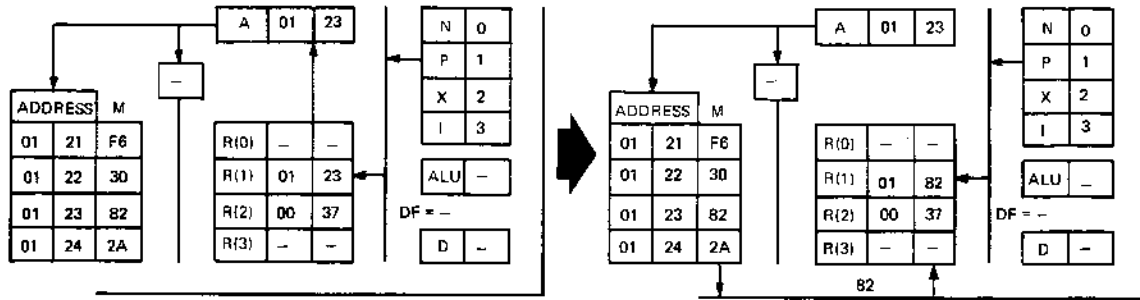 A 01 23
N 0
P 1
X 2
I 3
–
ADDRESS M
01 21 F6
01 22 30
01 23 82
01 24 2A
R(0) – –
R(1) 01 23
R(2) 00 37
R(3) – –
ALU –
DF = –
D –
A 01 23
N 0
P 1
X 2
I 3
–
ADDRESS M
01 21 F6
01 22 30
01 23 82
01 24 2A
R(0) – –
R(1) 01 82
R(2) 00 37
R(3) – –
ALU –
DF = –
D –
82